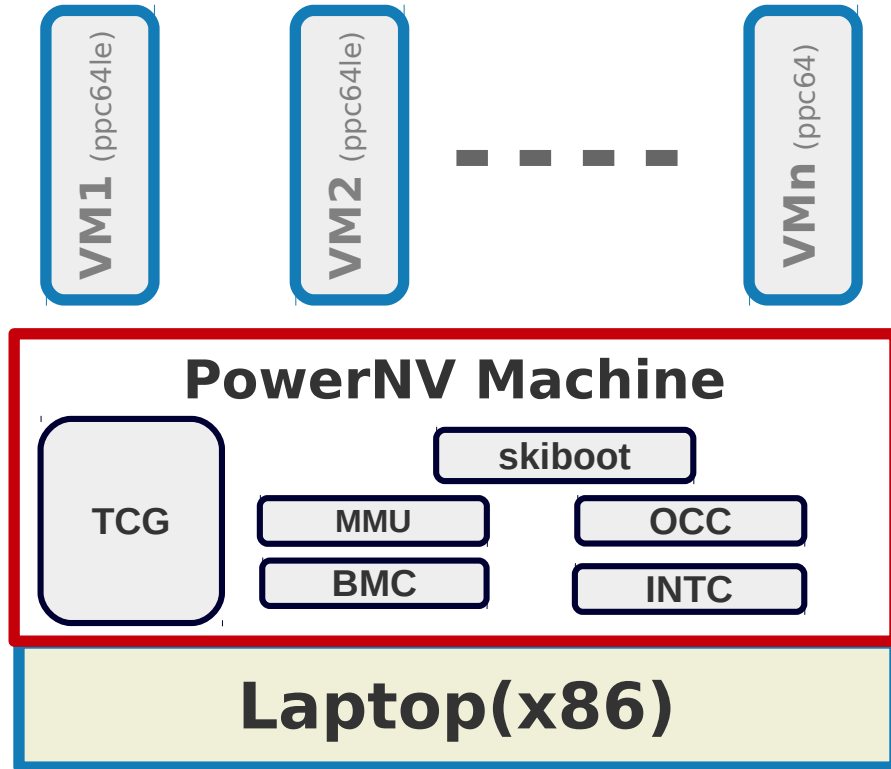 VM1 (ppc64le)
VM2 (ppc64le)
VMn (ppc64)
PowerNV Machine
skiboot
TCG
MMU
OCC
BMC
INTC
Laptop(x86)